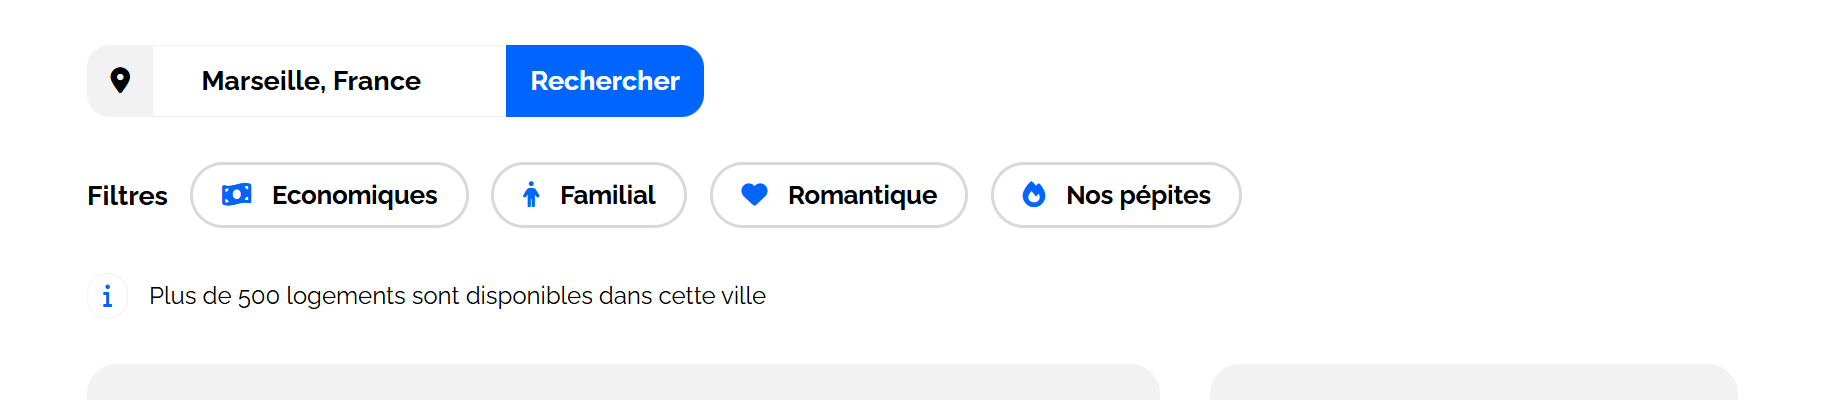 Marseille, France Rechercher
Filtres Economiques Familial Romantique Nos pépites
Plus de 500 logements sont disponibles dans cette ville